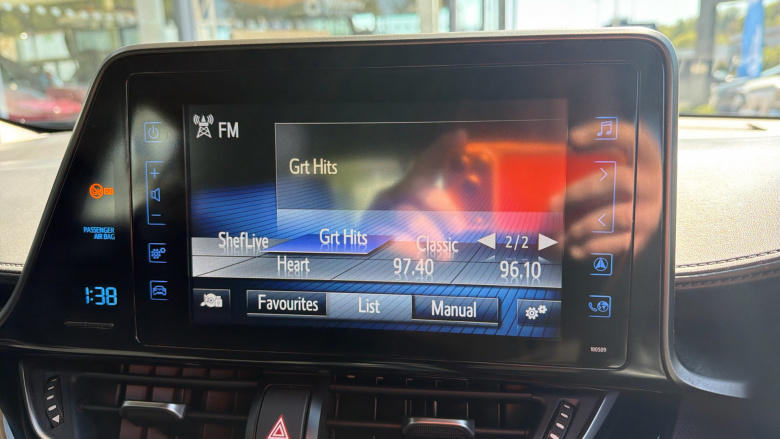 FM
Grt Hits
ShefLive Grt Hits Classic 2/2
Heart 97.40 96.10
Favourites List Manual
PASSENGER
AIR BAG
1:38
100509